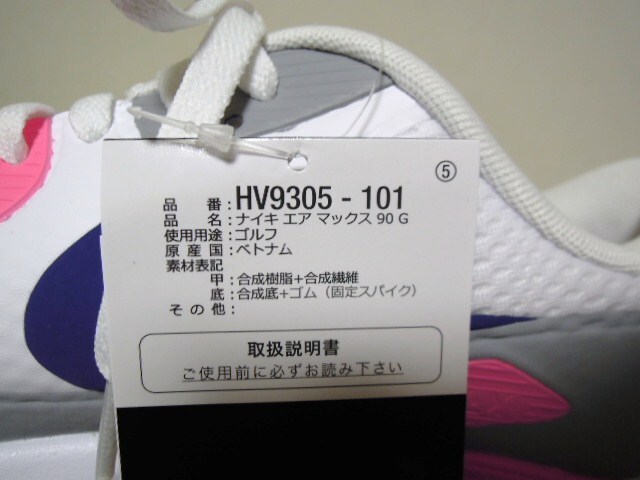 ⑤
品番:HV9305 - 101
品名:ナイキ エア マックス 90 G
使用用途:ゴルフ
原産国:ベトナム
素材表記
甲:合成樹脂+合成繊維
底:合成底+ゴム(固定スパイク)
その他:
取扱説明書
ご使用前に必ずお読み下さい